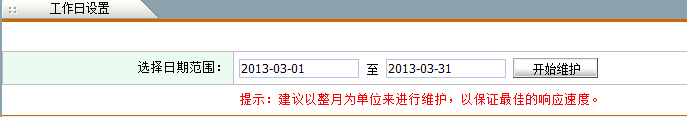 工作日设置
选择日期范围： 2013-03-01 至 2013-03-31 开始维护
提示：建议以整月为单位来进行维护，以保证最佳的响应速度。